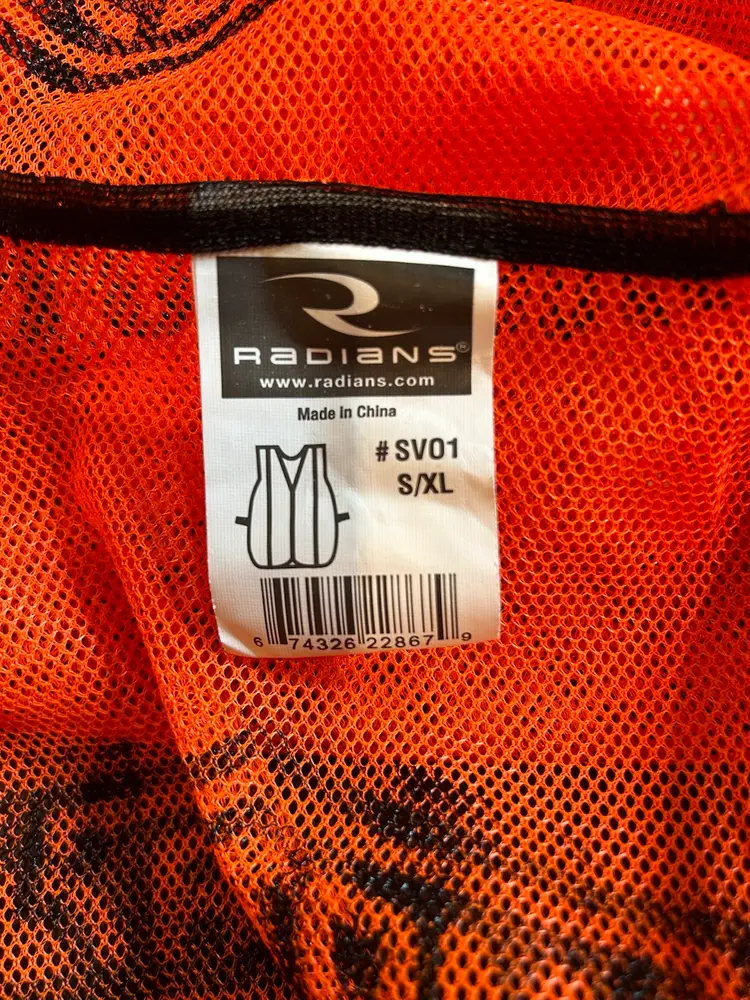 RADIANS®
www.radians.com
Made in China
# SV01
S/XL
6 74326 22867 9